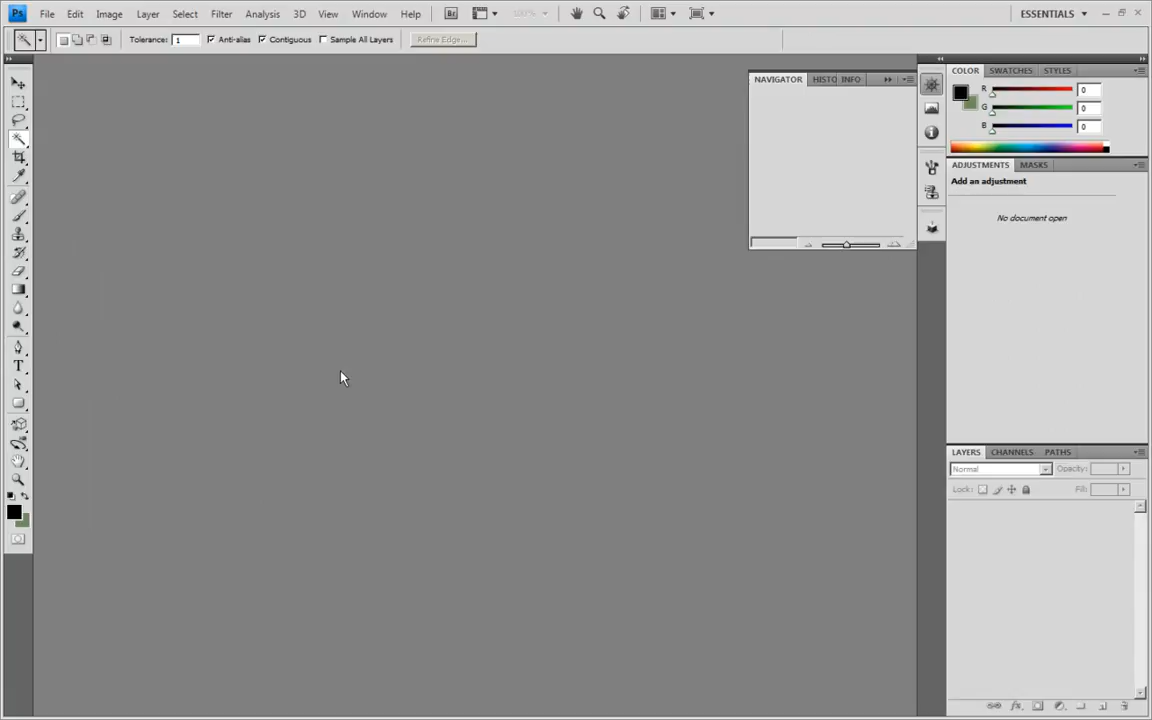 Ps File Edit Image Layer Select Filter Analysis 3D View Window Help Br 100% ESSENTIALS
Tolerance: 1 Anti-alias Contiguous Sample All Layers Refine Edge...
NAVIGATOR HISTO INFO
COLOR SWATCHES STYLES
R 0
G 0
B 0
ADJUSTMENTS MASKS
Add an adjustment
No document open
LAYERS CHANNELS PATHS
Normal Opacity:
Lock: Fill: